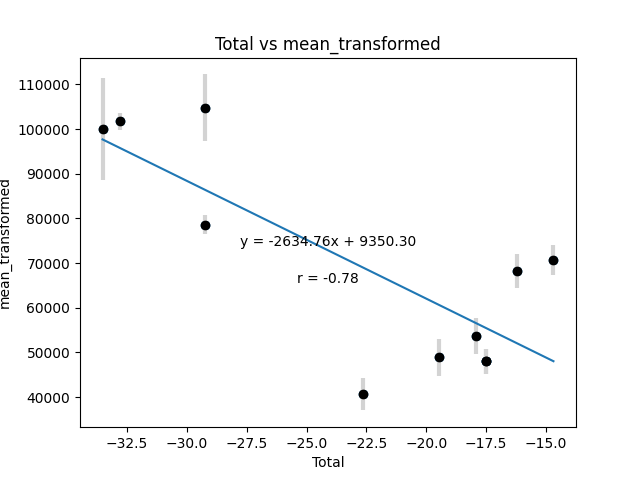 Total vs mean_transformed
mean_transformed
110000
100000
90000
80000
70000
60000
50000
40000
y = -2634.76x + 9350.30
r = -0.78
−32.5 −30.0 −27.5 −25.0 −22.5 −20.0 −17.5 −15.0
Total